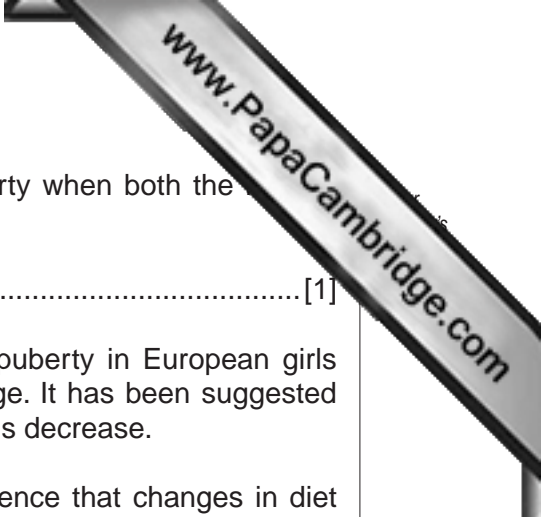 www.PapaCambridge.com
rty when both the
....................................[1]
puberty in European girls
ge. It has been suggested
s decrease.
ence that changes in diet